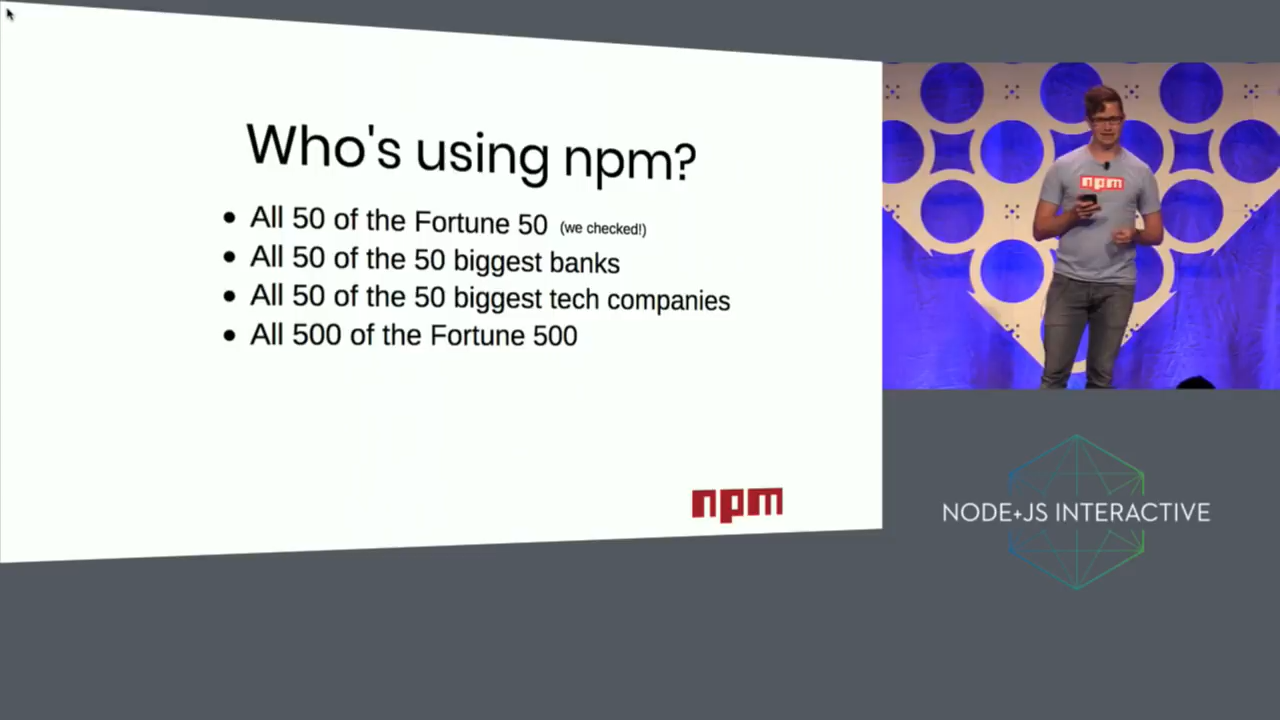 Who's using npm?
All 50 of the Fortune 50 (we checked!)
All 50 of the 50 biggest banks
All 50 of the 50 biggest tech companies
All 500 of the Fortune 500
npm
npm
NODE+JS INTERACTIVE